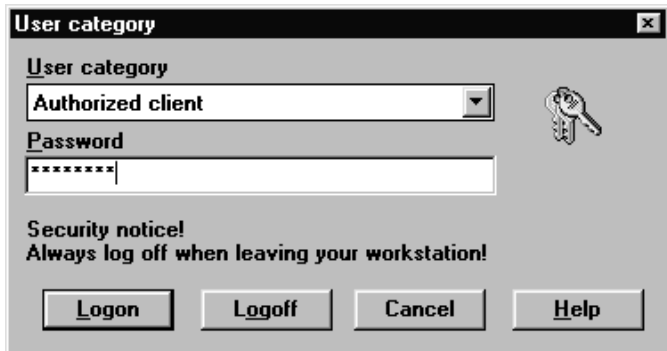 User category
User category
Authorized client
Password
********
Security notice!
Always log off when leaving your workstation!
Logon Logoff Cancel Help